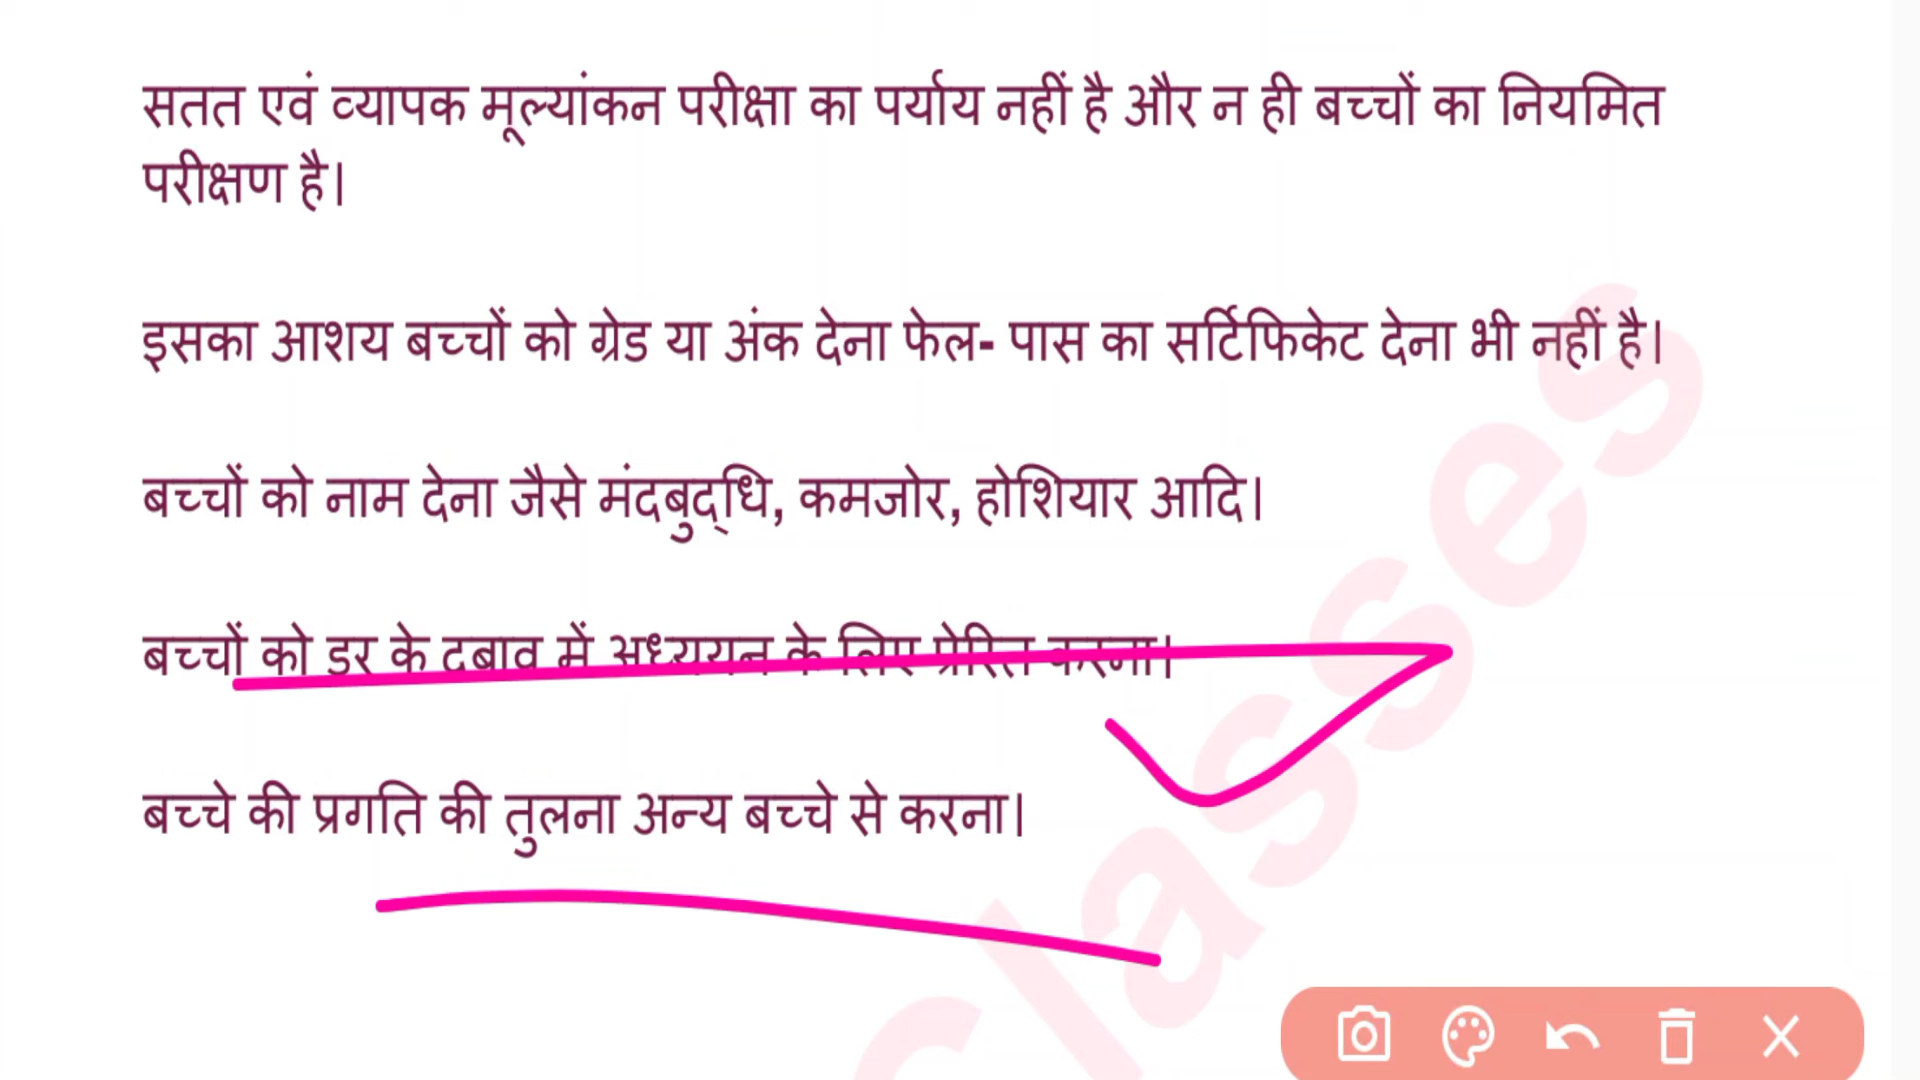 सतत एवं व्यापक मूल्यांकन परीक्षा का पर्याय नहीं है और न ही बच्चों का नियमित
परीक्षण है।
इसका आशय बच्चों को ग्रेड या अंक देना फेल- पास का सर्टिफिकेट देना भी नहीं है।
बच्चों को नाम देना जैसे मंदबुद्धि, कमजोर, होशियार आदि।
बच्चों को डर के दबाव में अध्ययन के लिए प्रेरित करना।
बच्चे की प्रगति की तुलना अन्य बच्चे से करना।
Classes